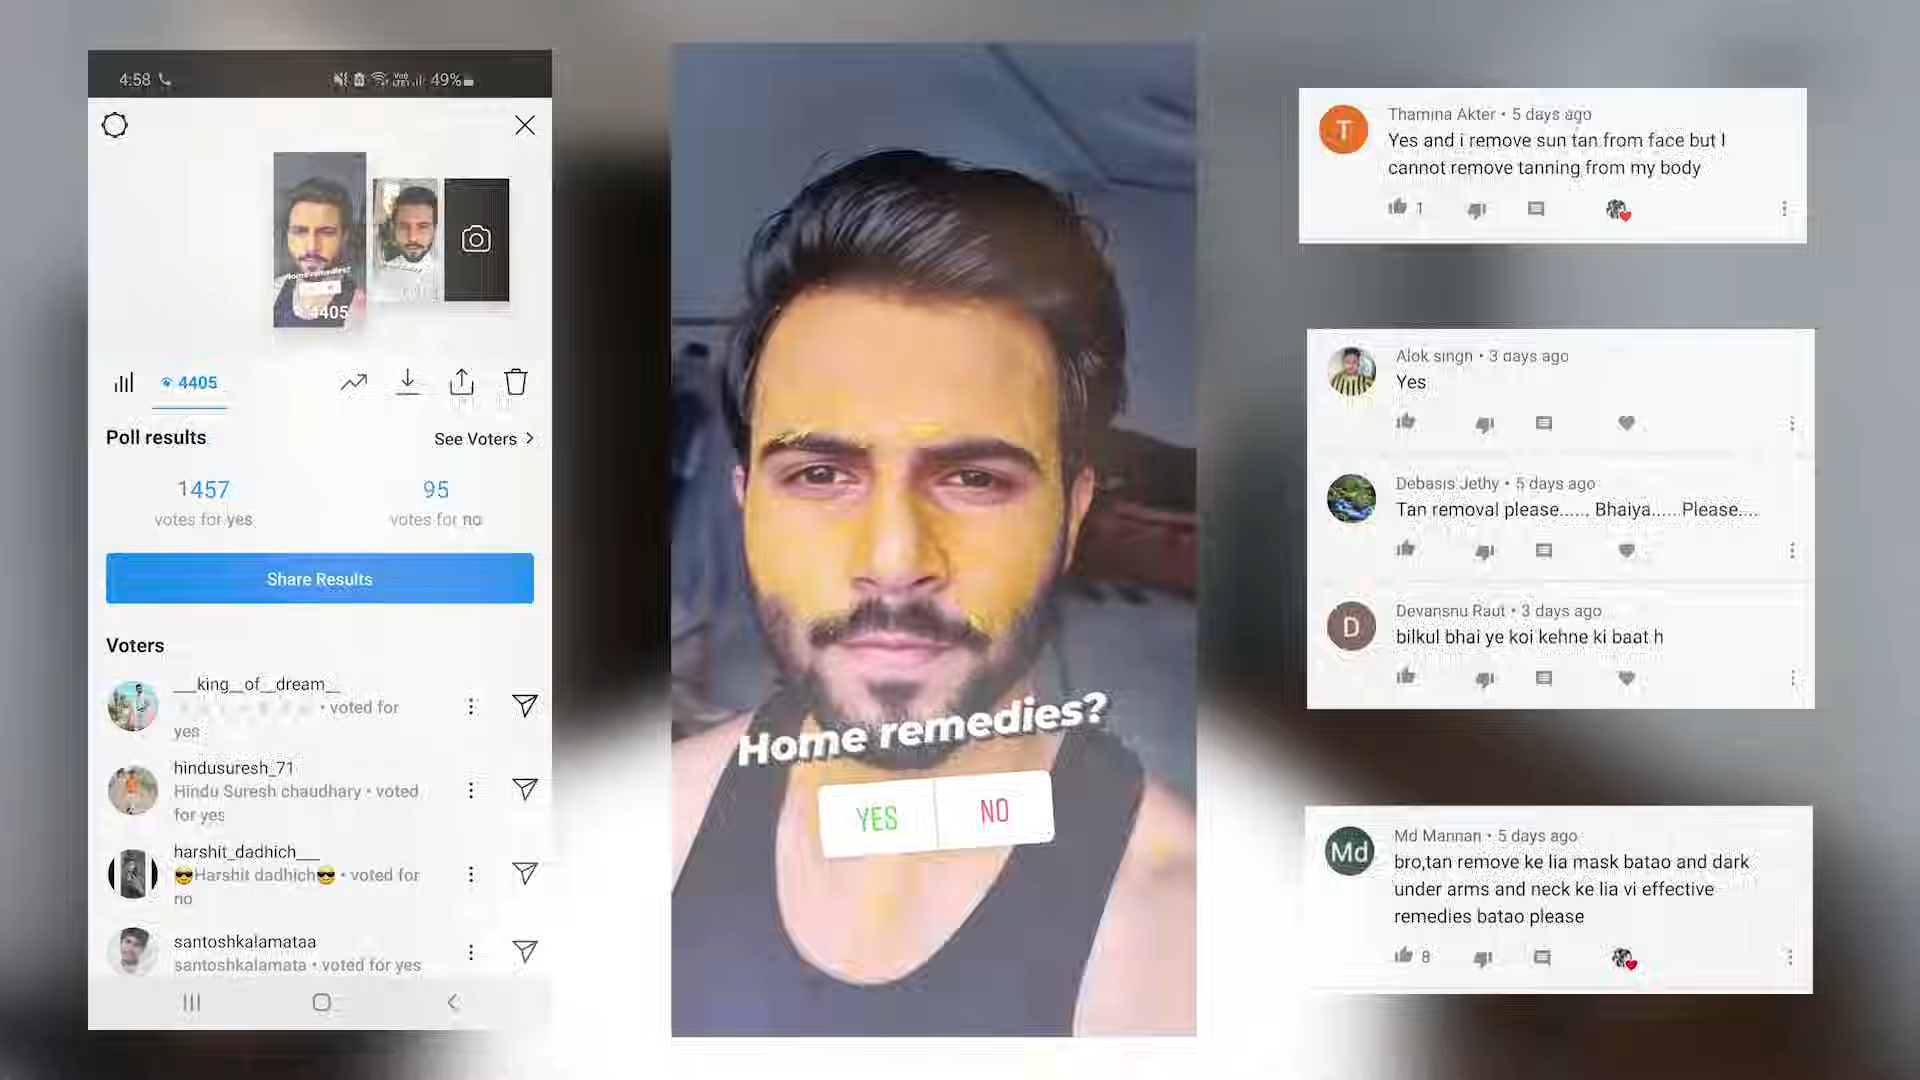 4:58
49%
4405
4405
Poll results
See Voters
1457
95
votes for yes
votes for no
Share Results
Voters
___king__of__dream__
• voted for
yes
hindusuresh_71
Hindu Suresh chaudhary • voted
for yes
harshit_dadhich___
😎Harshit dadhich😎 • voted for
no
santoshkalamataa
santoshkalamata • voted for yes
Home remedies?
YES
NO
Thamina Akter • 5 days ago
Yes and i remove sun tan from face but I
cannot remove tanning from my body
1
Alok singh • 3 days ago
Yes
Debasis Jethy • 5 days ago
Tan removal please....., Bhaiya...... Please....
D
Devansnu Raut • 3 days ago
bilkul bhai ye koi kehne ki baat h
Md
Md Mannan • 5 days ago
bro,tan remove ke lia mask batao and dark
under arms and neck ke lia vi effective
remedies batao please
8